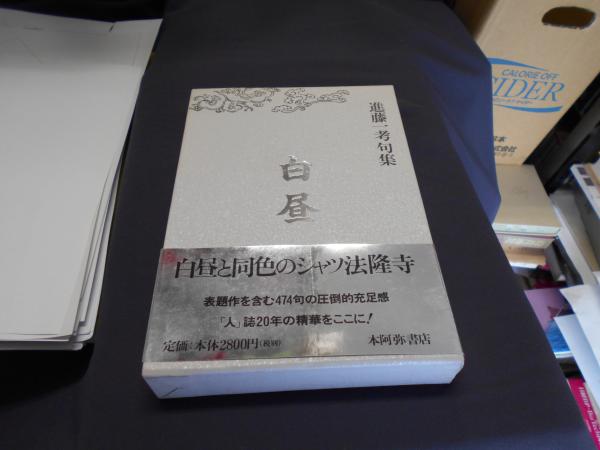 進藤一考句集
白昼
白昼と同色のシャツ法隆寺
表題作を含む474句の圧倒的充足感
「人」誌20年の精華をここに!
定価:本体2800円(税別)
本阿弥書店
CALORIE OFF
CIDER